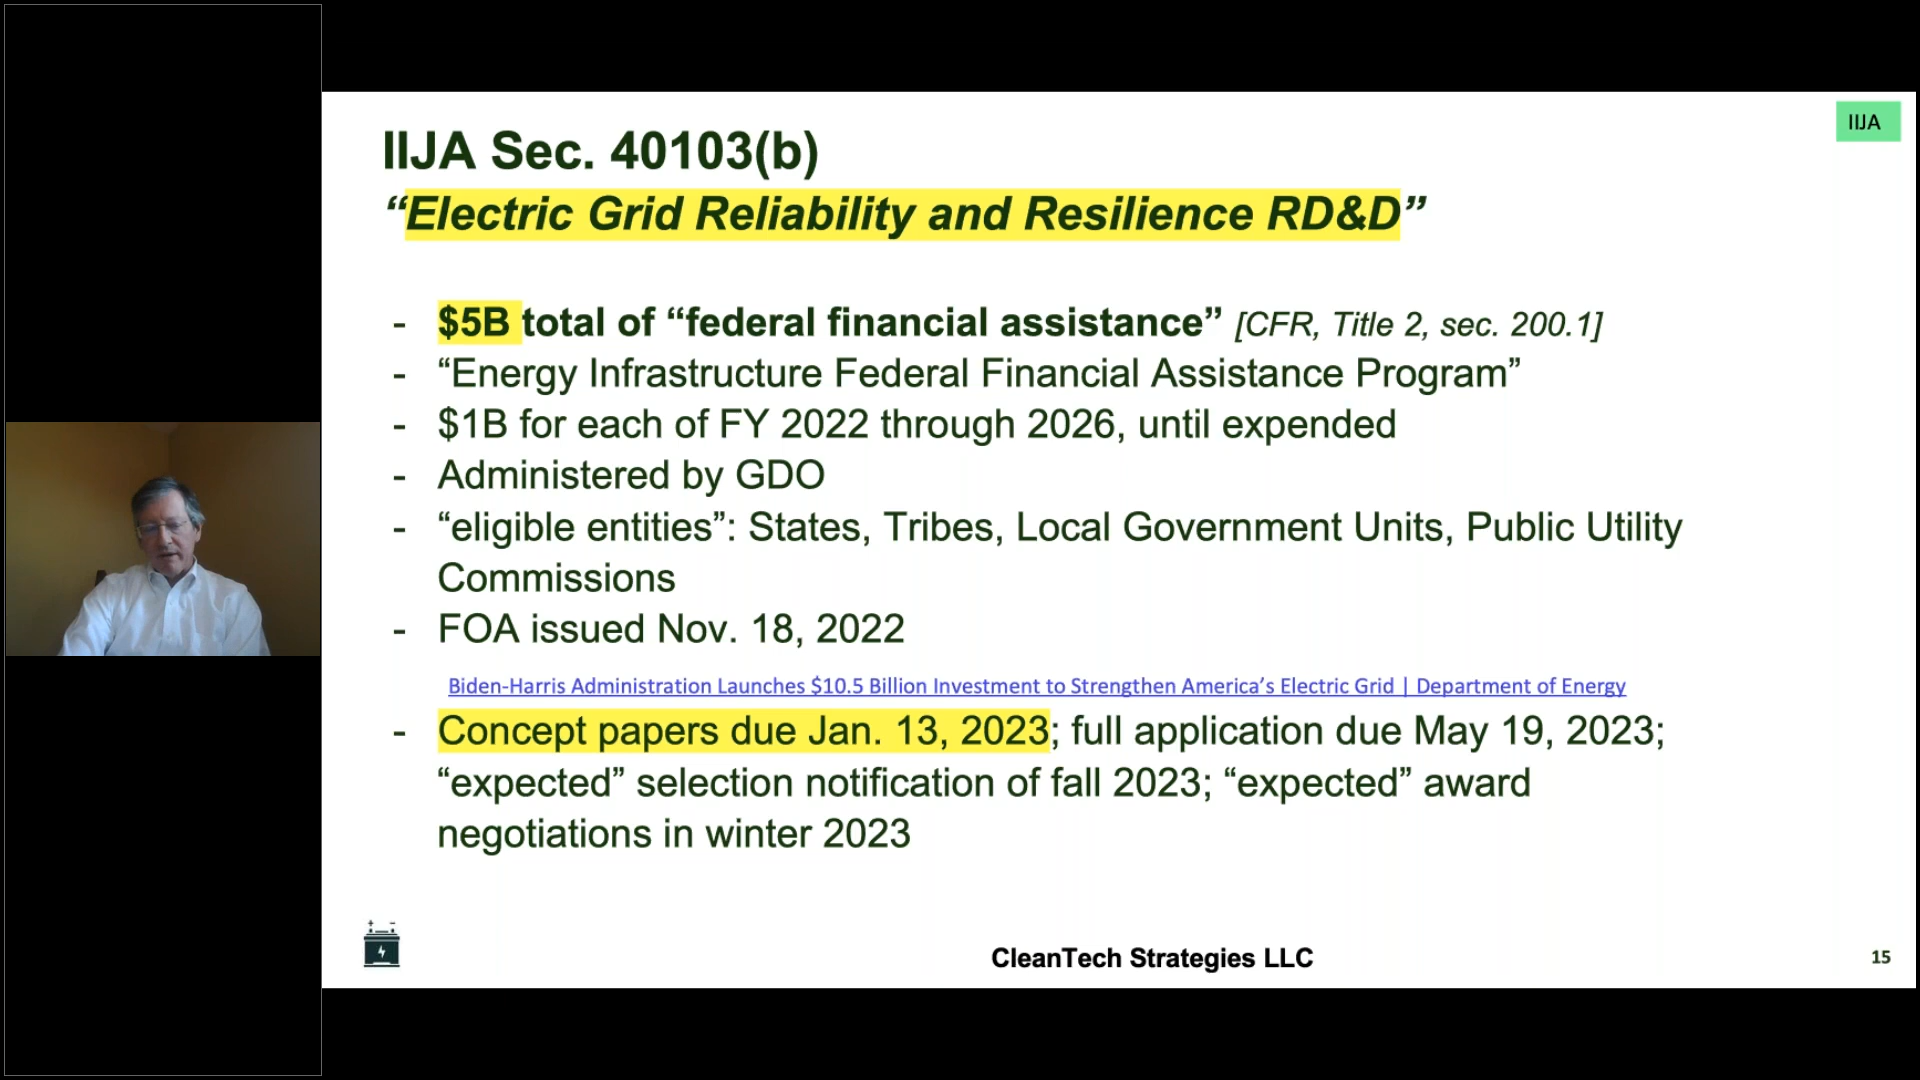 IIJA
IIJA Sec. 40103(b)
“Electric Grid Reliability and Resilience RD&D”
- $5B total of “federal financial assistance” [CFR, Title 2, sec. 200.1]
- “Energy Infrastructure Federal Financial Assistance Program”
- $1B for each of FY 2022 through 2026, until expended
- Administered by GDO
- “eligible entities”: States, Tribes, Local Government Units, Public Utility
Commissions
- FOA issued Nov. 18, 2022
Biden-Harris Administration Launches $10.5 Billion Investment to Strengthen America’s Electric Grid | Department of Energy
- Concept papers due Jan. 13, 2023; full application due May 19, 2023;
“expected” selection notification of fall 2023; “expected” award
negotiations in winter 2023
CleanTech Strategies LLC
15